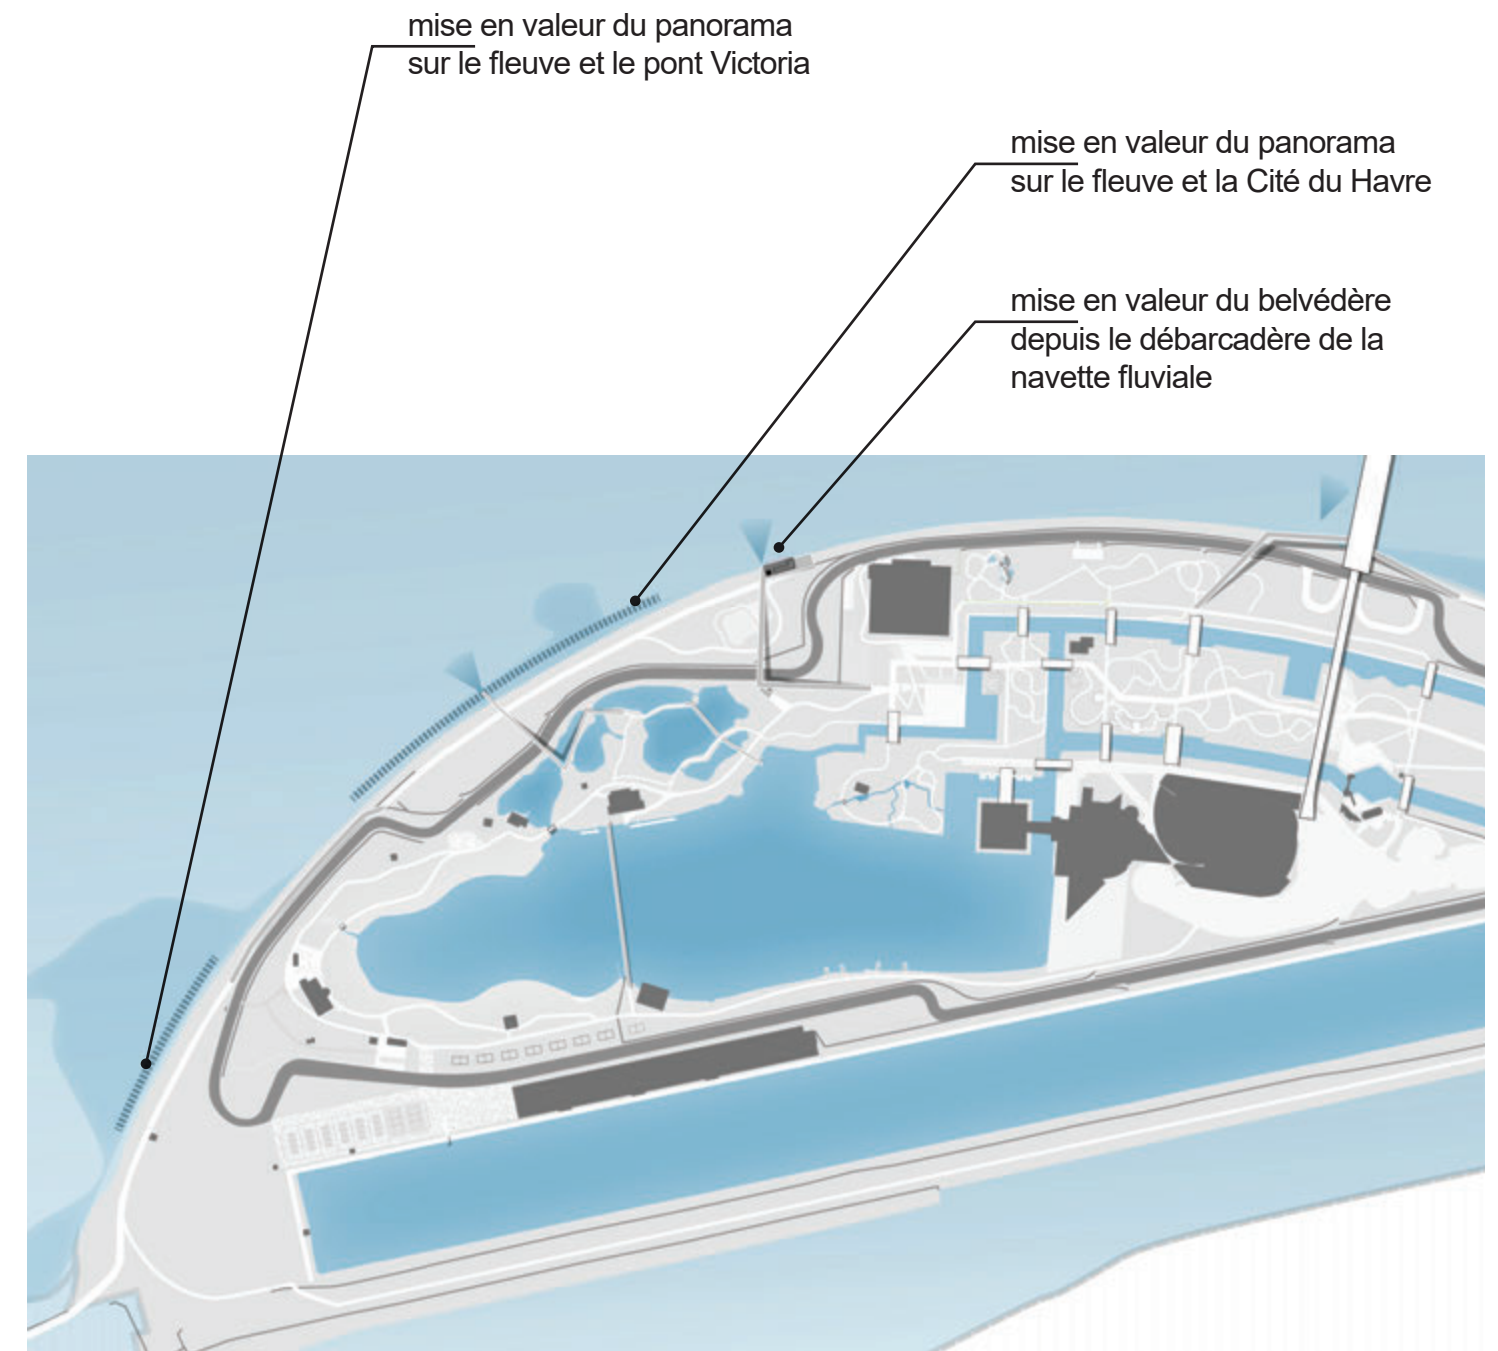 mise en valeur du panorama
sur le fleuve et le pont Victoria
mise en valeur du panorama
sur le fleuve et la Cité du Havre
mise en valeur du belvédère
depuis le débarcadère de la
navette fluviale